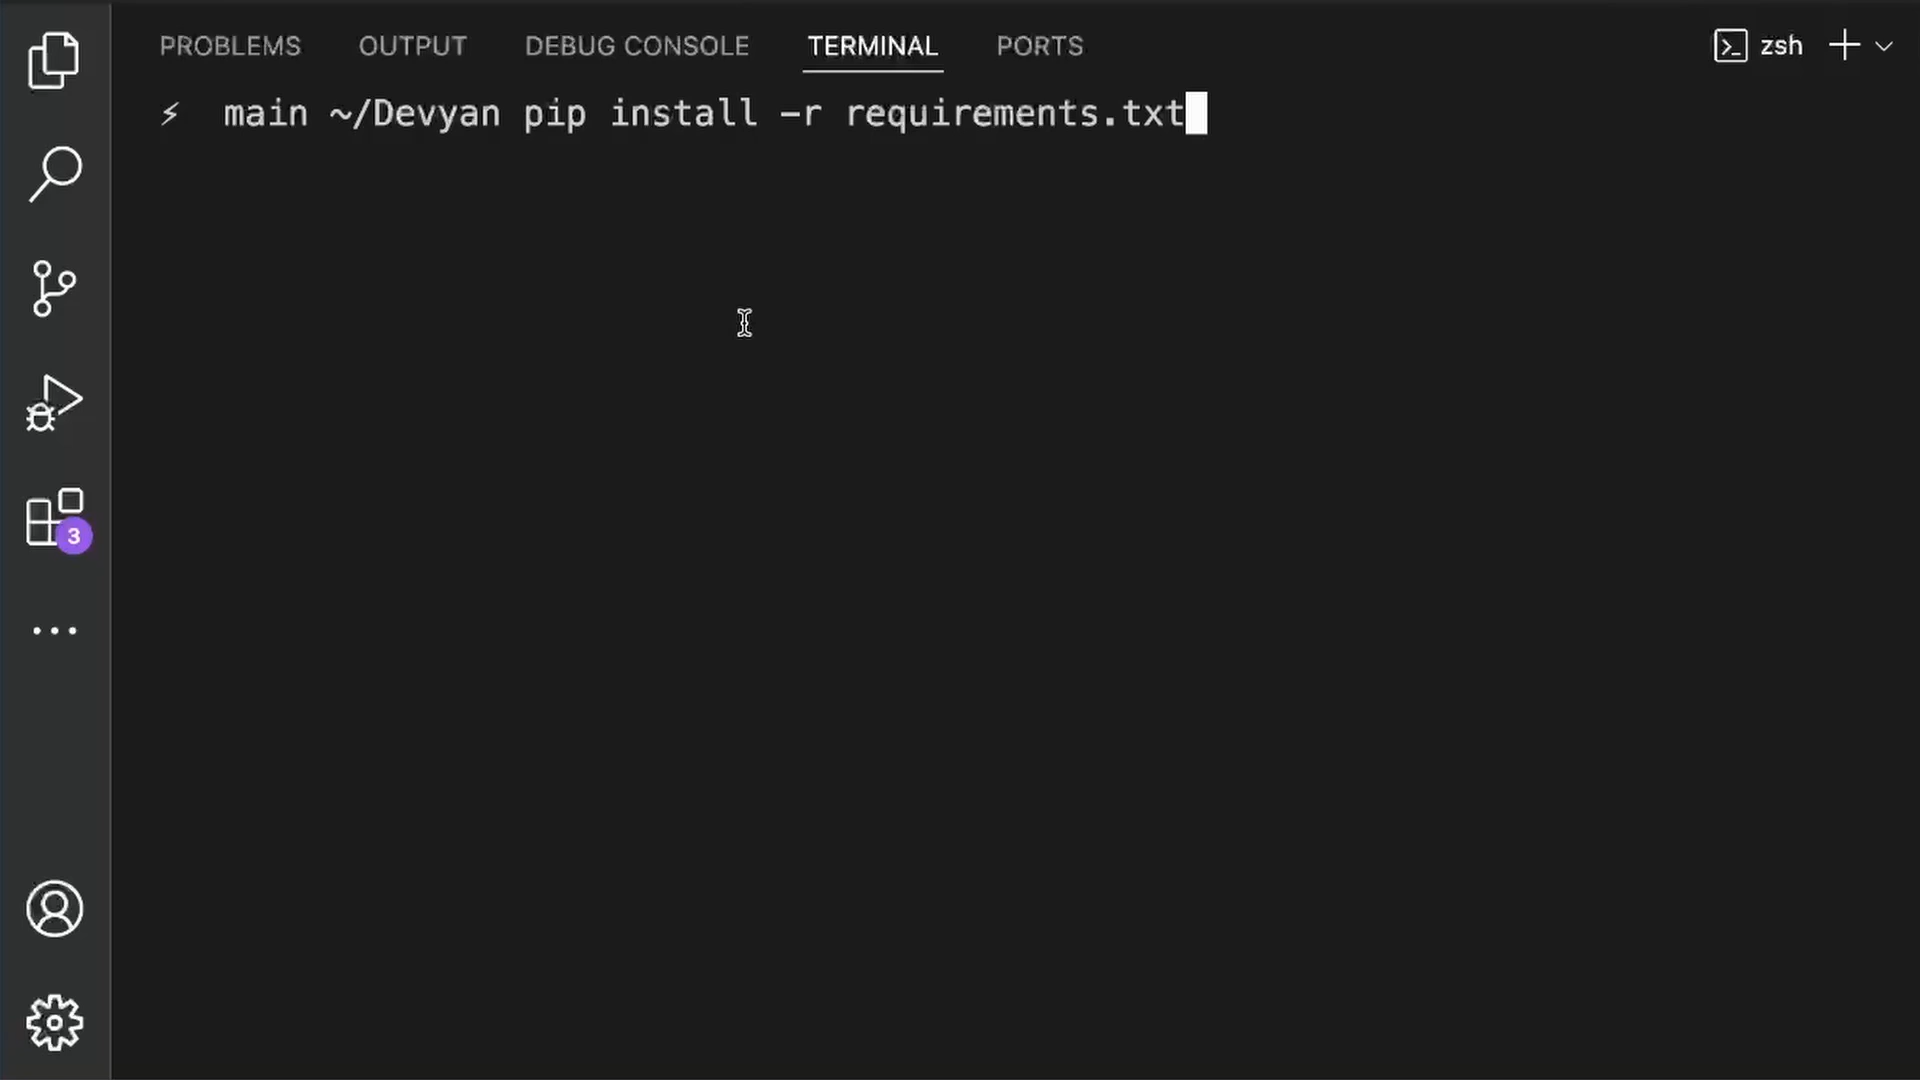 PROBLEMS OUTPUT DEBUG CONSOLE TERMINAL PORTS zsh
⚡ main ~/Devyan pip install -r requirements.txt
3